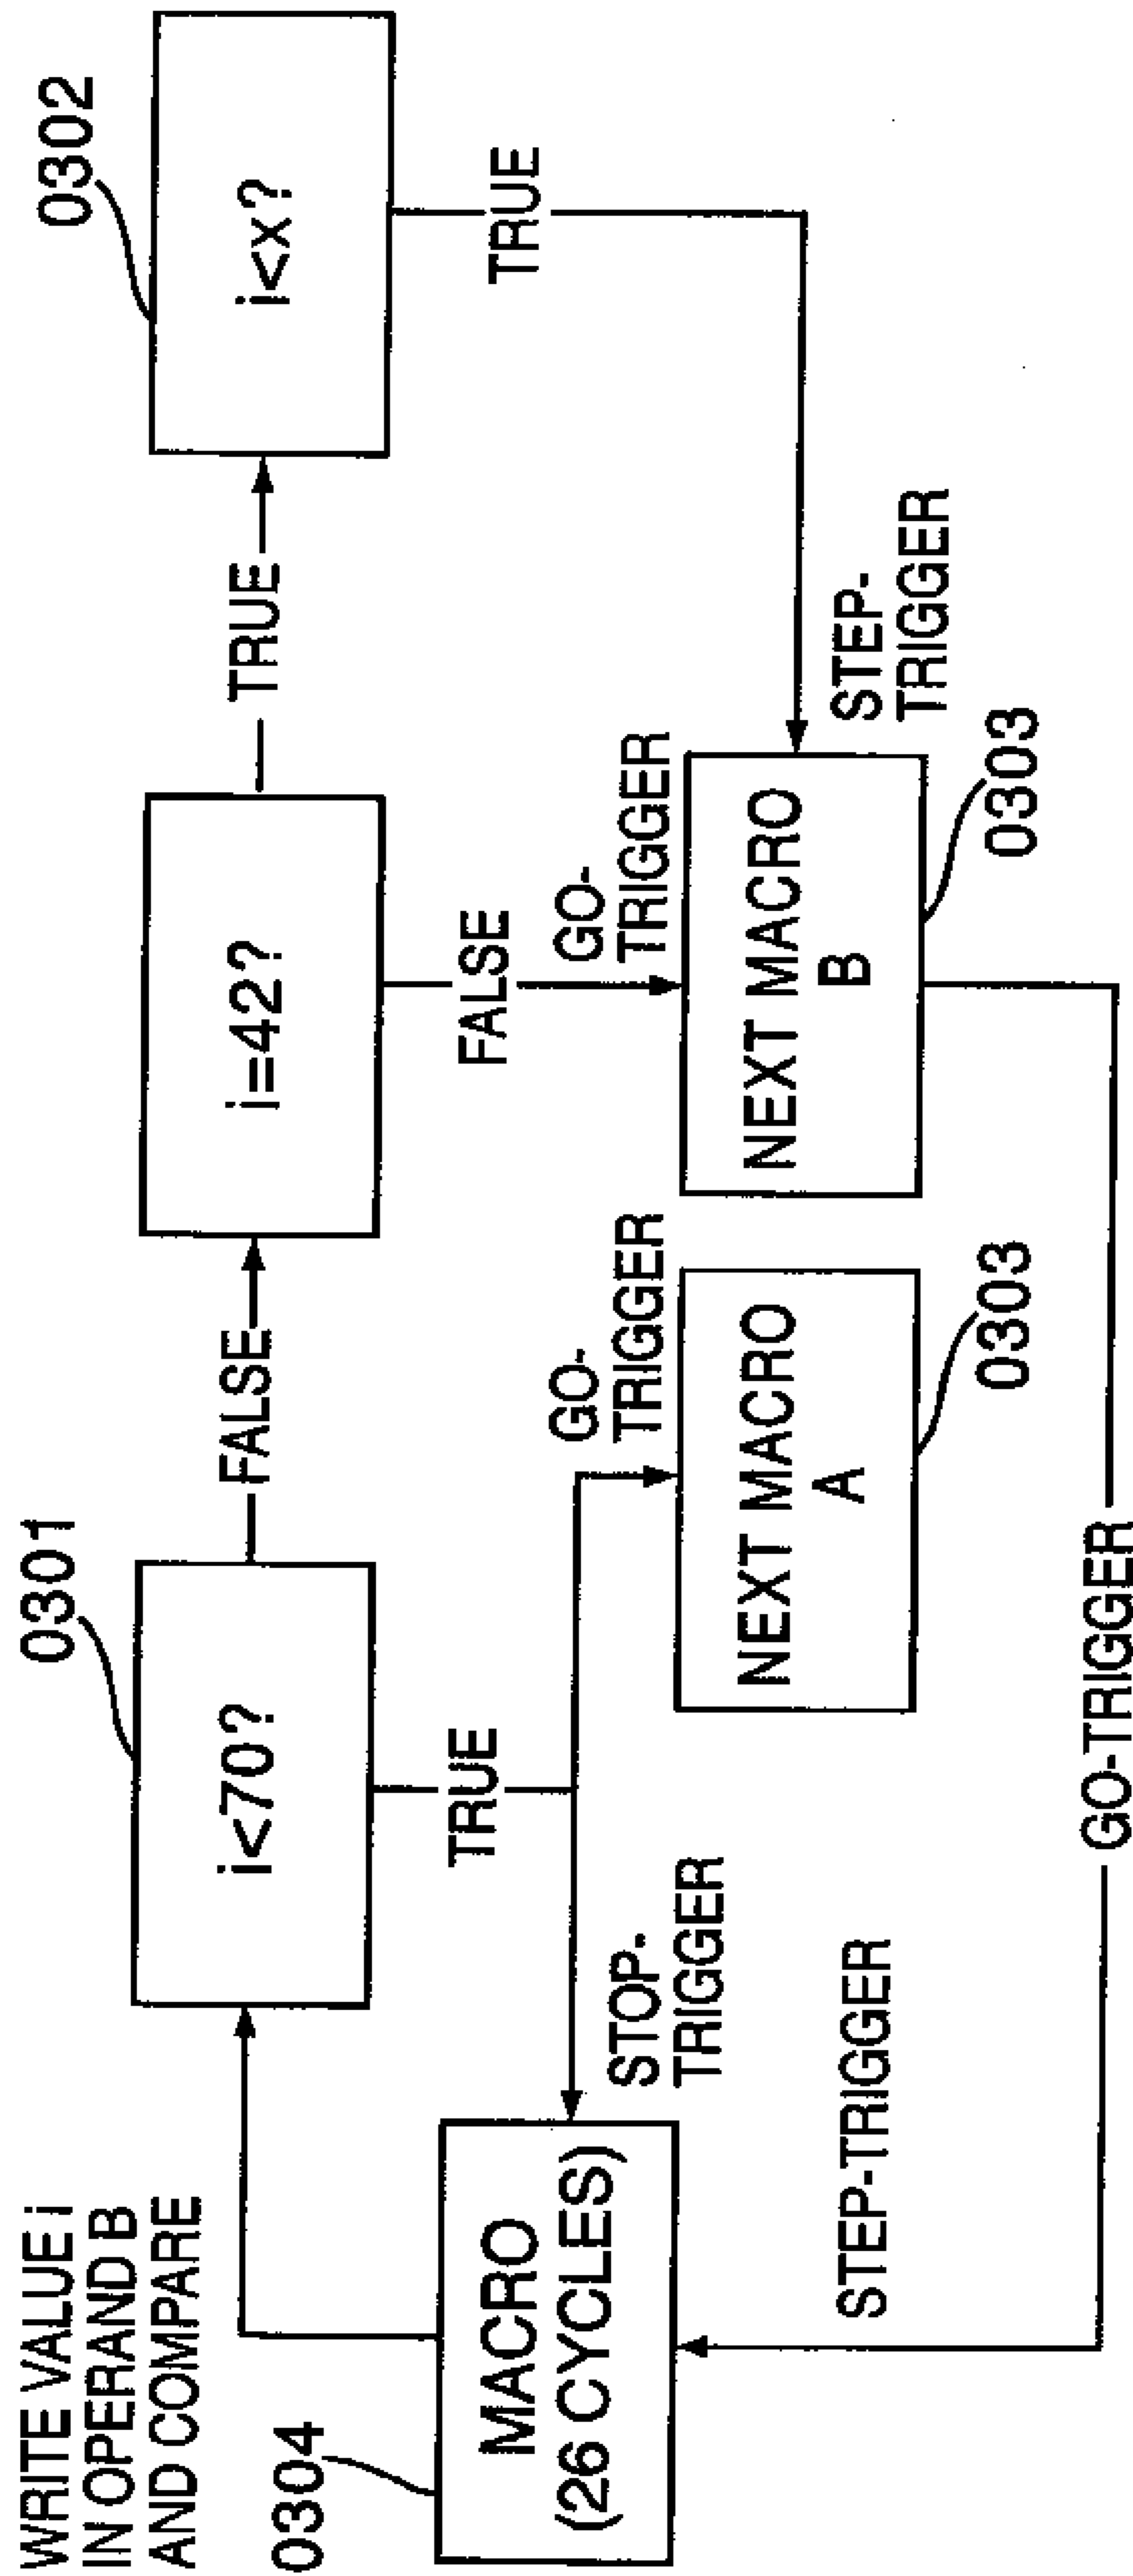 WRITE VALUE i
IN OPERAND B
AND COMPARE
0301
0302
i<70?
FALSE
i=42?
TRUE
i<x?
0304
MACRO
(26 CYCLES)
TRUE
FALSE
TRUE
STOP-
TRIGGER
GO-
TRIGGER
GO-
TRIGGER
NEXT MACRO
A
NEXT MACRO
B
STEP-
TRIGGER
STEP-TRIGGER
0303
0303
GO-TRIGGER